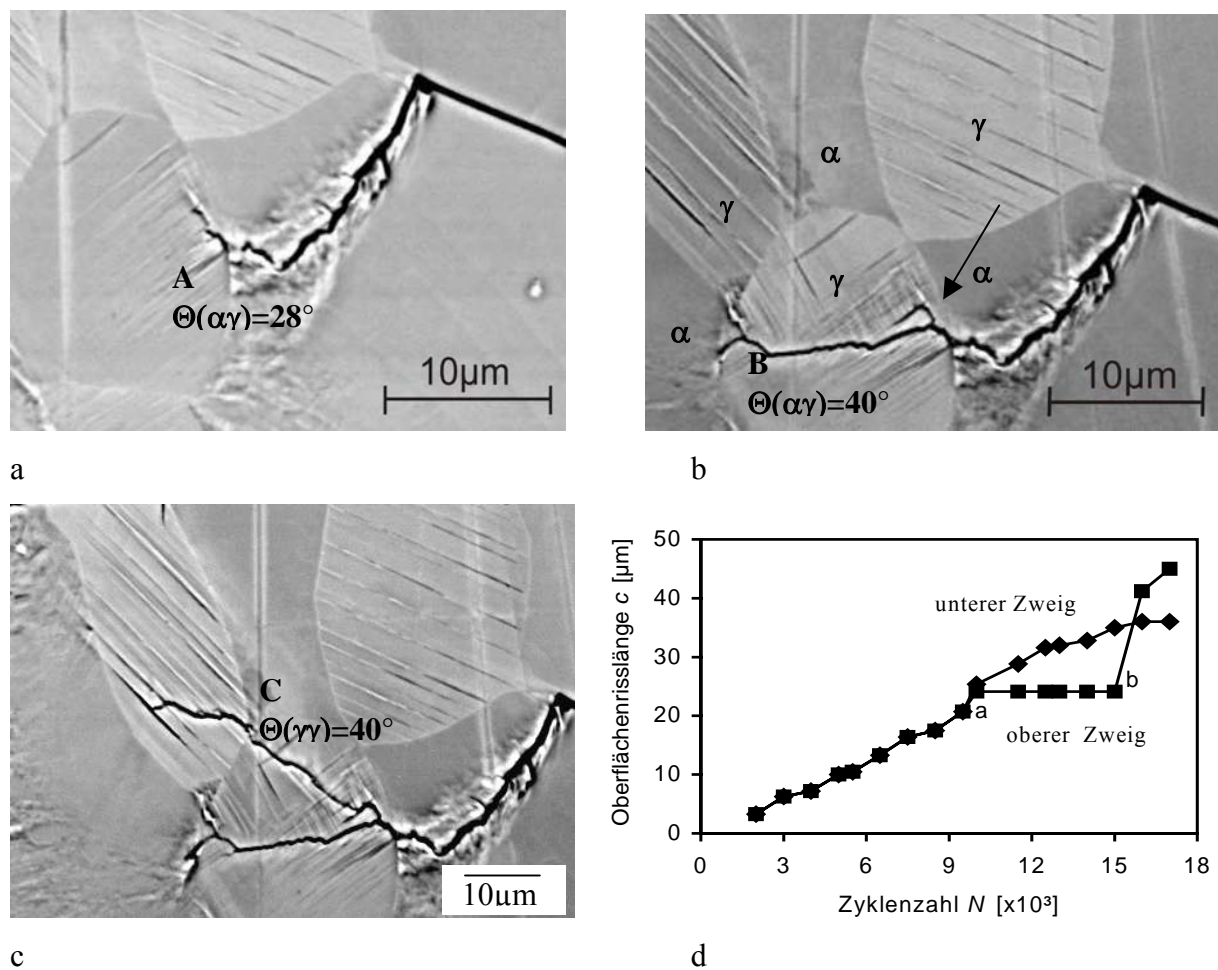 A
Θ(αγ)=28°
10µm
a
γ
α
γ
α
γ
α
B
Θ(αγ)=40°
10µm
b
C
Θ(γγ)=40°
10µm
c
50
40
30
20
10
0
Oberflächenrisslänge c [µm]
unterer Zweig
b
a
oberer Zweig
0 3 6 9 12 15 18
Zyklenzahl N [x10³]
d